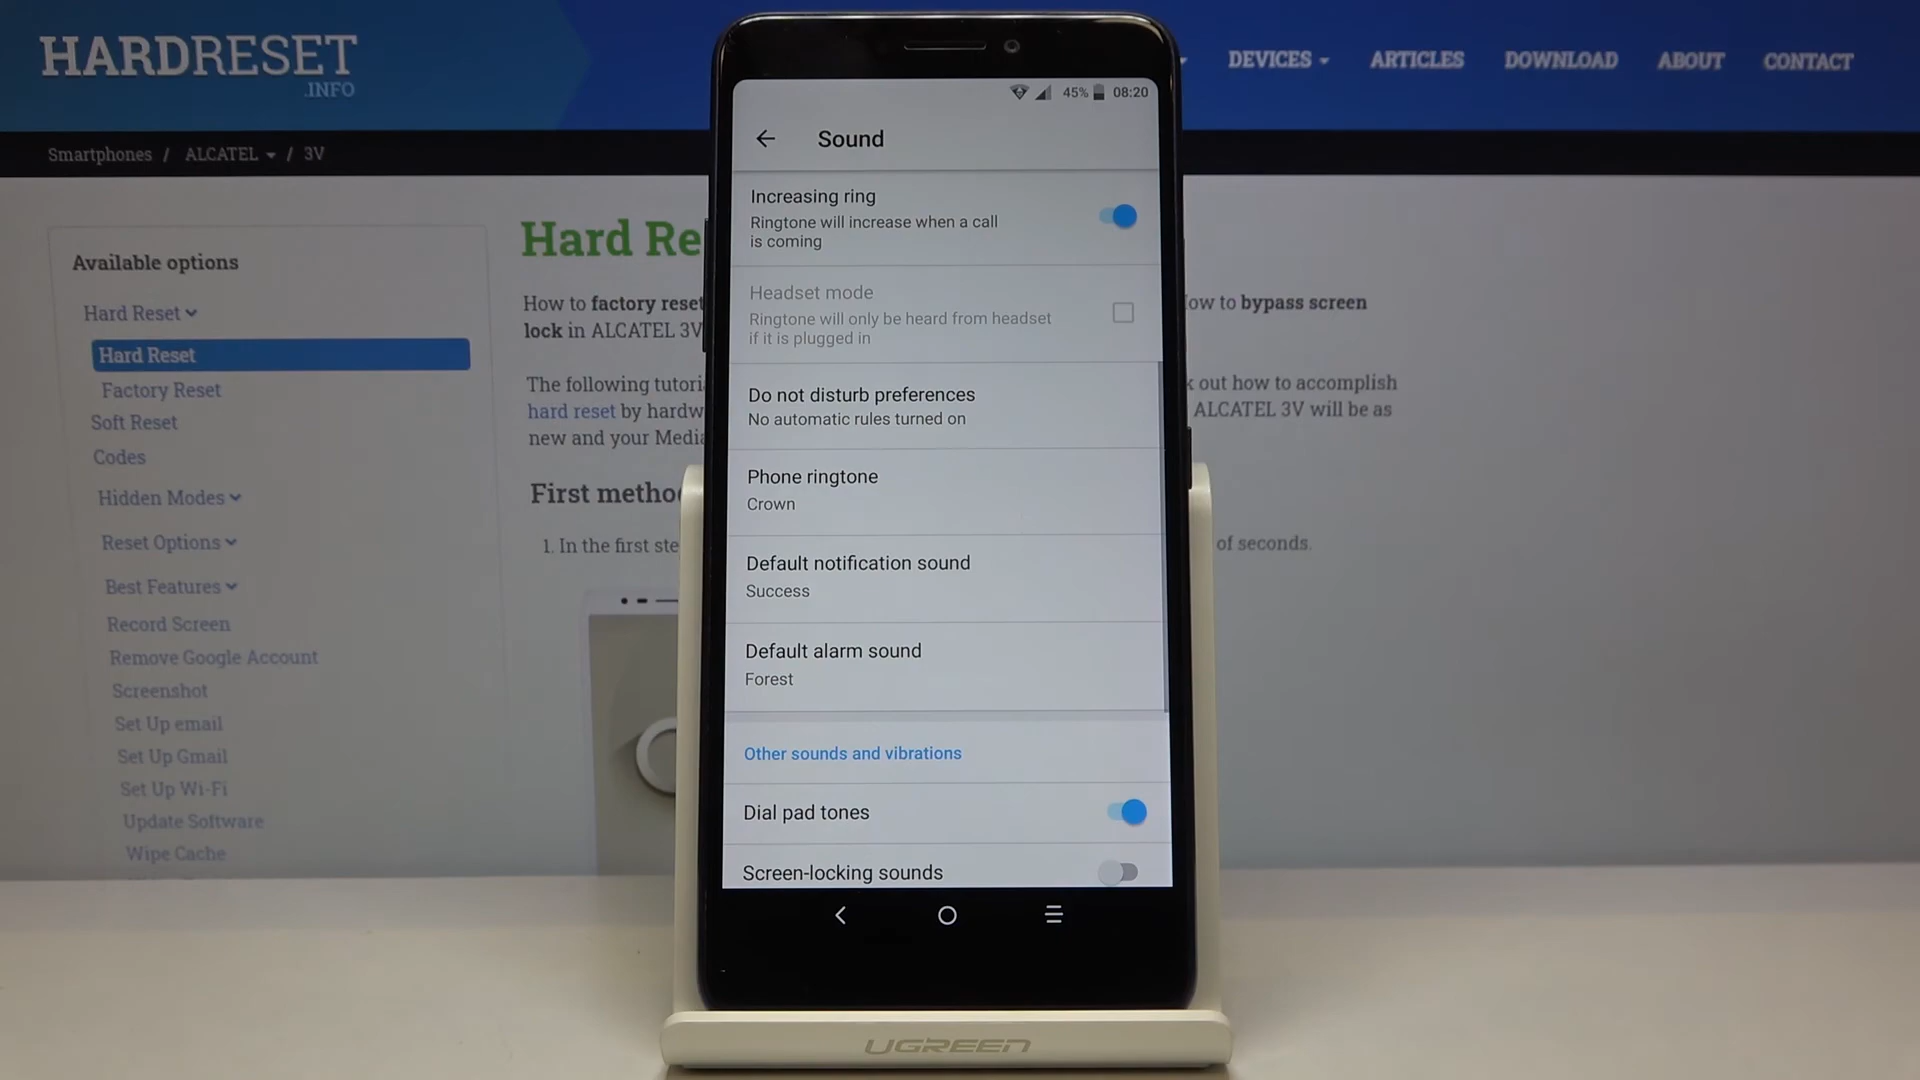 HARDRESET
.INFO
DEVICES
ARTICLES
DOWNLOAD
ABOUT
CONTACT
Smartphones / ALCATEL / 3V
Available options
Hard Reset
Hard Reset
Factory Reset
Soft Reset
Codes
Hidden Modes
Reset Options
Best Features
Record Screen
Remove Google Account
Screenshot
Set Up email
Set Up Gmail
Set Up Wi-Fi
Update Software
Wipe Cache
Hard Re
How to factory reset
lock in ALCATEL 3V
The following tutori
hard reset by hardw
new and your Media
First metho
1. In the first ste
ow to bypass screen
k out how to accomplish
ALCATEL 3V will be as
of seconds.
45% 08:20
Sound
Increasing ring
Ringtone will increase when a call
is coming
Headset mode
Ringtone will only be heard from headset
if it is plugged in
Do not disturb preferences
No automatic rules turned on
Phone ringtone
Crown
Default notification sound
Success
Default alarm sound
Forest
Other sounds and vibrations
Dial pad tones
Screen-locking sounds
UGREEN